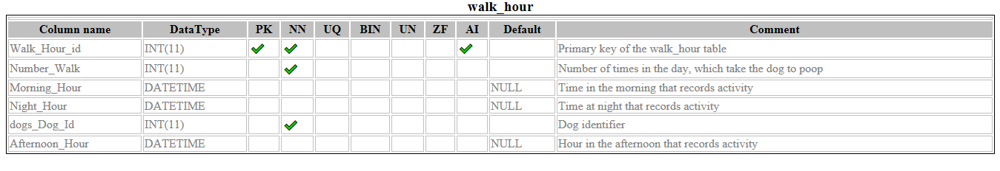 walk_hour
Column name DataType PK NN UQ BIN UN ZF AI Default Comment
Walk_Hour_id INT(11) Primary key of the walk_hour table
Number_Walk INT(11) Number of times in the day, which take the dog to poop
Morning_Hour DATETIME NULL Time in the morning that records activity
Night_Hour DATETIME NULL Time at night that records activity
dogs_Dog_Id INT(11) Dog identifier
Afternoon_Hour DATETIME NULL Hour in the afternoon that records activity